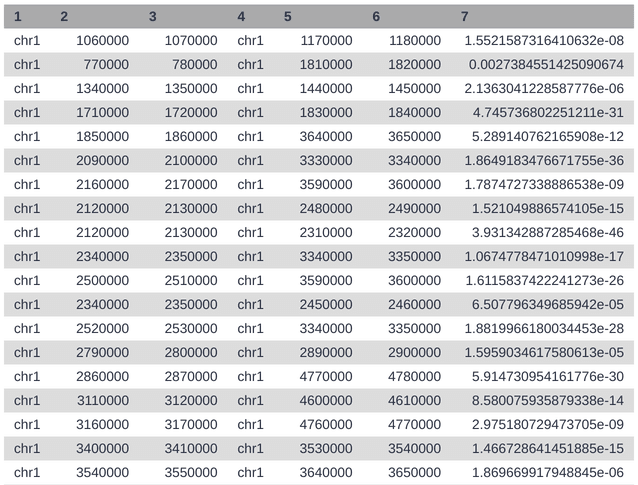 1 2 3 4 5 6 7
chr1 1060000 1070000 chr1 1170000 1180000 1.5521587316410632e-08
chr1 770000 780000 chr1 1810000 1820000 0.0027384551425090674
chr1 1340000 1350000 chr1 1440000 1450000 2.1363041228587776e-06
chr1 1710000 1720000 chr1 1830000 1840000 4.745736802251211e-31
chr1 1850000 1860000 chr1 3640000 3650000 5.289140762165908e-12
chr1 2090000 2100000 chr1 3330000 3340000 1.8649183476671755e-36
chr1 2160000 2170000 chr1 3590000 3600000 1.7874727338886538e-09
chr1 2120000 2130000 chr1 2480000 2490000 1.521049886574105e-15
chr1 2120000 2130000 chr1 2310000 2320000 3.931342887285468e-46
chr1 2340000 2350000 chr1 3340000 3350000 1.0674778471010998e-17
chr1 2500000 2510000 chr1 3590000 3600000 1.6115837422241273e-26
chr1 2340000 2350000 chr1 2450000 2460000 6.507796349685942e-05
chr1 2520000 2530000 chr1 3340000 3350000 1.8819966180034453e-28
chr1 2790000 2800000 chr1 2890000 2900000 1.5959034617580613e-05
chr1 2860000 2870000 chr1 4770000 4780000 5.914730954161776e-30
chr1 3110000 3120000 chr1 4600000 4610000 8.580075935879338e-14
chr1 3160000 3170000 chr1 4760000 4770000 2.975180729473705e-09
chr1 3400000 3410000 chr1 3530000 3540000 1.466728641451885e-15
chr1 3540000 3550000 chr1 3640000 3650000 1.869669917948845e-06